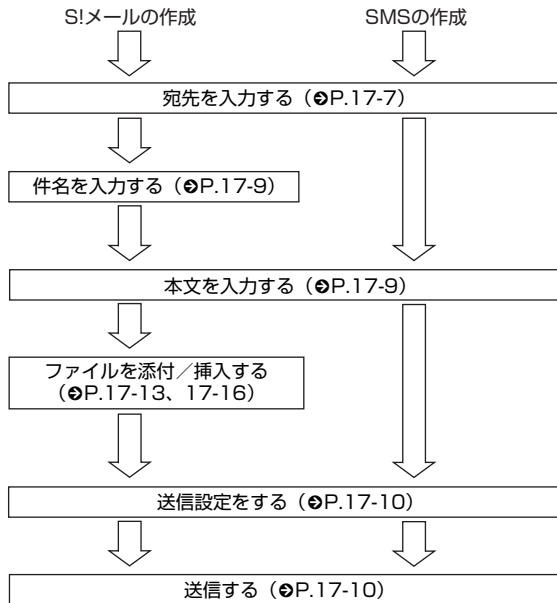 S!メールの作成
SMSの作成
宛先を入力する（➲P.17-7）
件名を入力する（➲P.17-9）
本文を入力する（➲P.17-9）
ファイルを添付／挿入する
（➲P.17-13、17-16）
送信設定をする（➲P.17-10）
送信する（➲P.17-10）